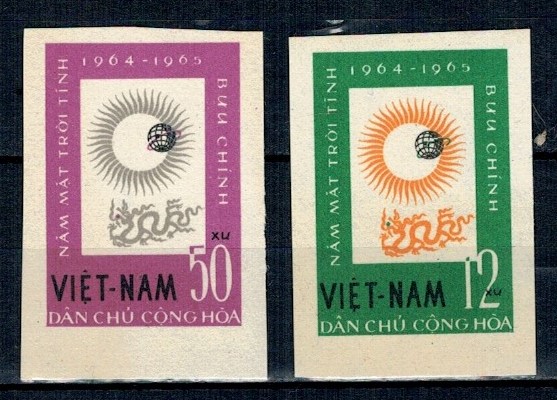 1964-1965
NĂM MẶT TRỜI TĨNH
BƯU CHÍNH
XU
VIỆT-NAM 50
DÂN CHỦ CỘNG HÒA
1964-1965
NĂM MẶT TRỜI TĨNH
BƯU CHÍNH
VIỆT-NAM 12 XU
DÂN CHỦ CỘNG HÒA